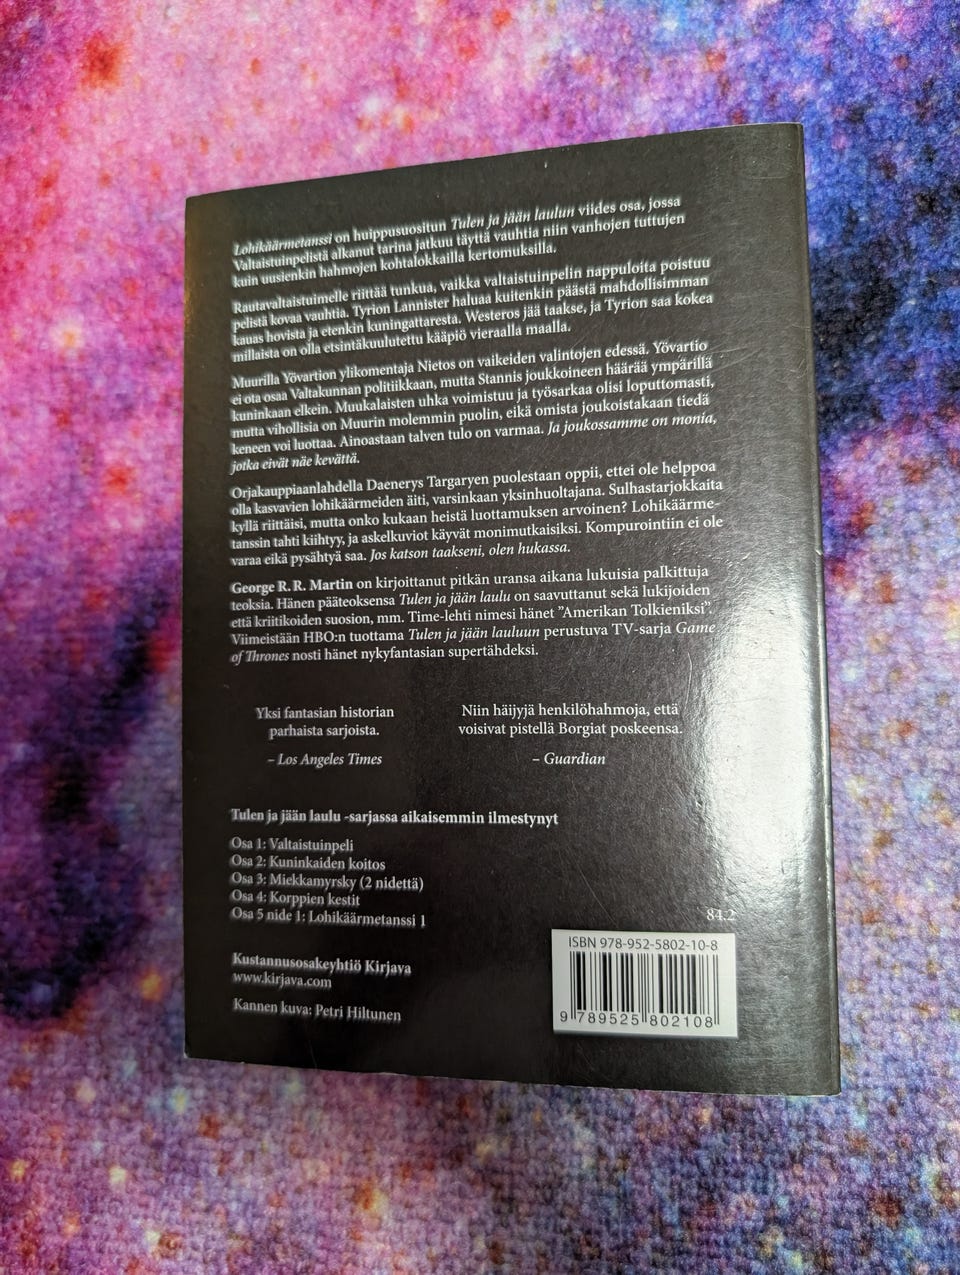 Lohikäärmetanssi on huippusuositun Tulen ja jään laulun viides osa, jossa
Valtaistuinpelistä alkanut tarina jatkuu täyttä vauhtia niin vanhojen tuttujen
kuin uusienkin hahmojen kohtalokkailla kertomuksilla.
Rautavaltaistuimelle riittää tunkua, vaikka valtaistuinpelin nappuloita poistuu
pelistä kovaa vauhtia. Tyrion Lannister haluaa kuitenkin päästä mahdollisimman
kauas hovista ja etenkin kuningattaresta. Westeros jää taakse, ja Tyrion saa kokea
millaista on olla etsintäkuulutettu kääpiö vieraalla maalla.
Muurilla Yövartion ylikomentaja Nietos on vaikeiden valintojen edessä. Yövartio
ei ota osaa Valtakunnan politiikkaan, mutta Stannis joukkoineen häärää ympärillä
kuninkaan elkein. Muukalaisten uhka voimistuu ja työsarkaa olisi loputtomasti,
mutta vihollisia on Muurin molemmin puolin, eikä omista joukoistakaan tiedä
keneen voi luottaa. Ainoastaan talven tulo on varmaa. Ja joukossamme on monia,
jotka eivät näe kevättä.
Orjakauppiaanlahdella Daenerys Targaryen puolestaan oppii, ettei ole helppoa
olla kasvavien lohikäärmeiden äiti, varsinkaan yksinhuoltajana. Sulhastarjokkaita
kyllä riittäisi, mutta onko kukaan heistä luottamuksen arvoinen? Lohikäärme-
tanssin tahti kiihtyy, ja askelkuviot käyvät monimutkaisiksi. Kompurointiin ei ole
varaa eikä pysähtyä saa. Jos katson taakseni, olen hukassa.
George R. R. Martin on kirjoittanut pitkän uransa aikana lukuisia palkittuja
teoksia. Hänen pääteoksensa Tulen ja jään laulu on saavuttanut sekä lukijoiden
että kriitikoiden suosion, mm. Time-lehti nimesi hänet ”Amerikan Tolkieniksi”.
Viimeistään HBO:n tuottama Tulen ja jään lauluun perustuva TV-sarja Game
of Thrones nosti hänet nykyfantasian supertähdeksi.
Yksi fantasian historian
parhaista sarjoista.
– Los Angeles Times
Niin häijyjä henkilöhahmoja, että
voisivat pistellä Borgiat poskeensa.
– Guardian
Tulen ja jään laulu -sarjassa aikaisemmin ilmestynyt
Osa 1: Valtaistuinpeli
Osa 2: Kuninkaiden koitos
Osa 3: Miekkamyrsky (2 nidettä)
Osa 4: Korppien kestit
Osa 5 nide 1: Lohikäärmetanssi 1
Kustannusosakeyhtiö Kirjava
www.kirjava.com
Kannen kuva: Petri Hiltunen
84.2
ISBN 978-952-5802-10-8
9 789525 802108